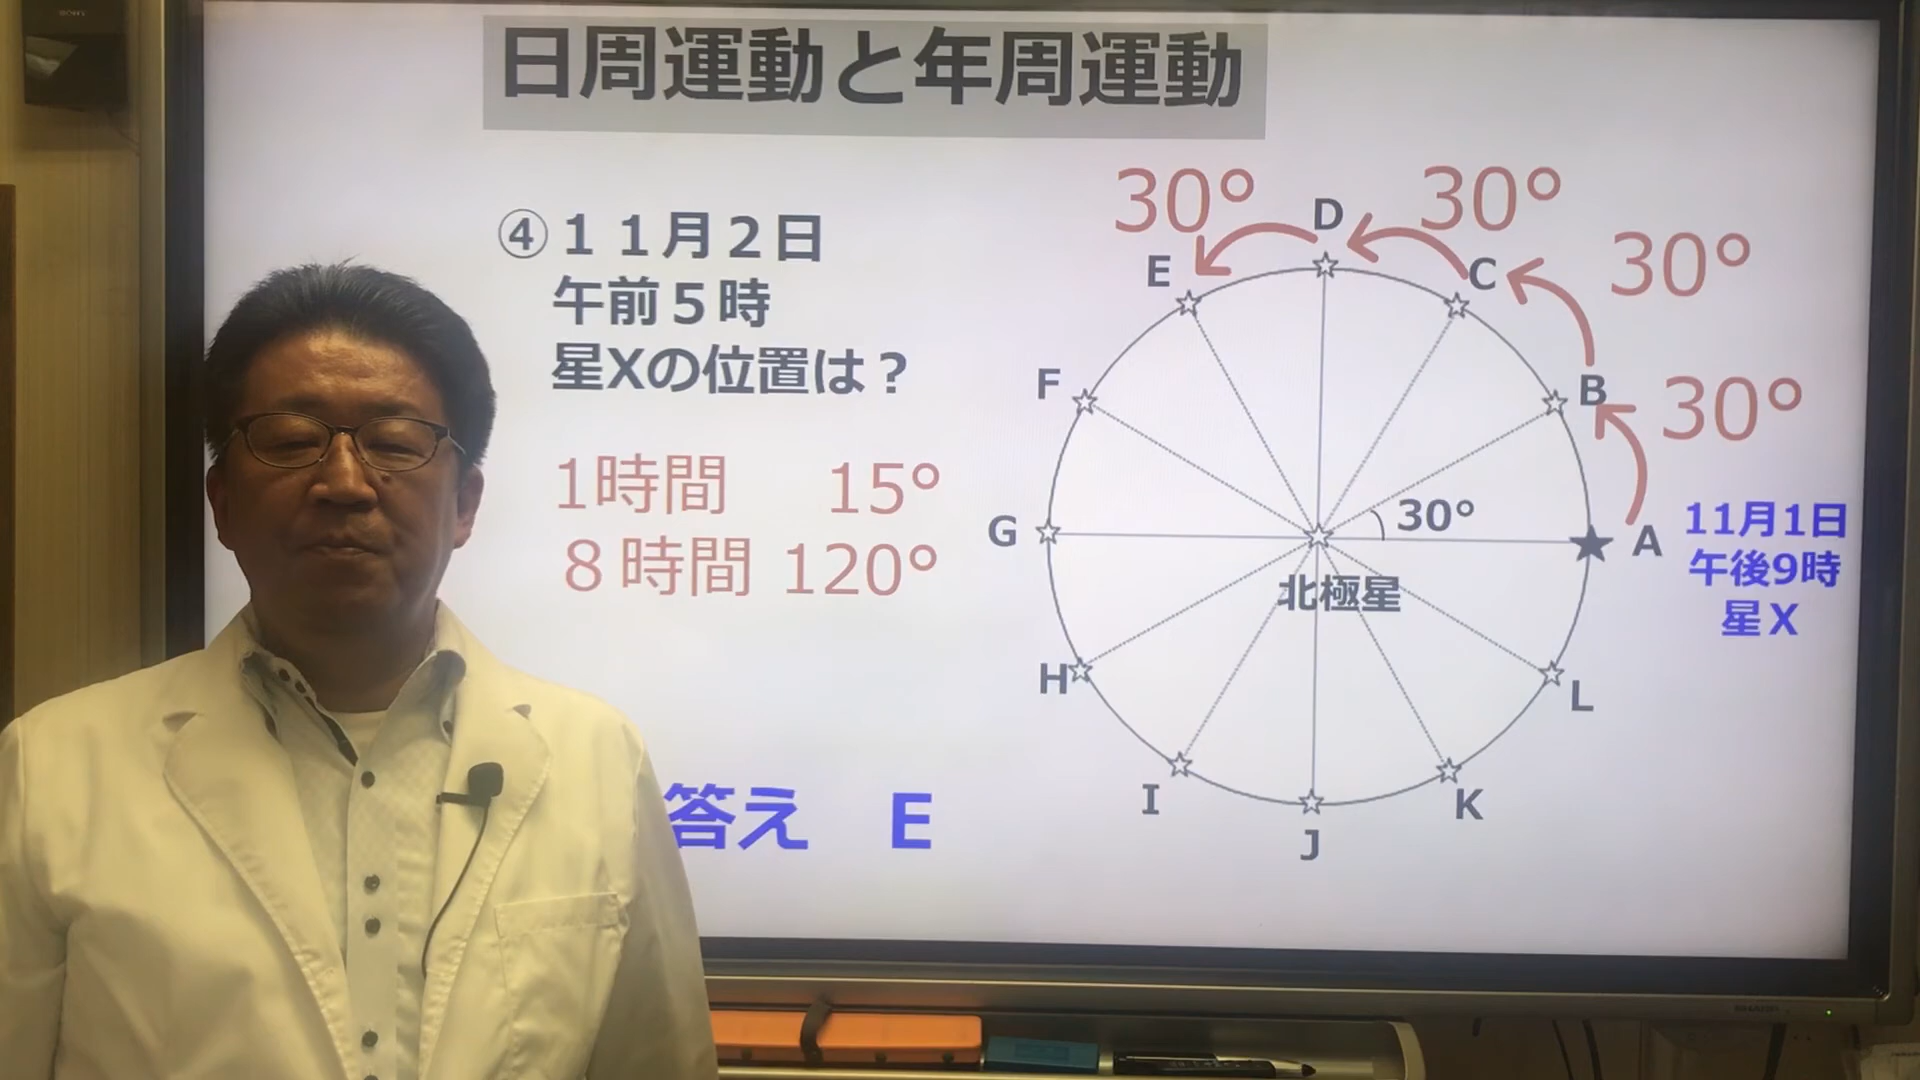 日周運動と年周運動
④１１月２日
午前５時
星Xの位置は？
1時間 15°
８時間 120°
答え E
30°
30°
30°
30°
D
E
C
F
B
G
30°
A
北極星
H
L
I
K
J
11月1日
午後9時
星X
SONY
SHARP